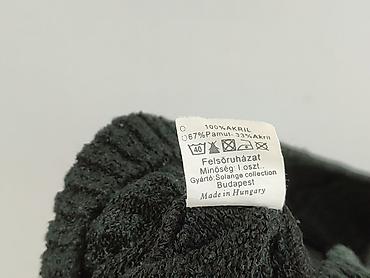 100%AKRIL
67%Pamut- 33%Akril
40
Felsőruházat
Minőség: I oszt..
Gyártó: Solange collection
Budapest
Made in Hungary